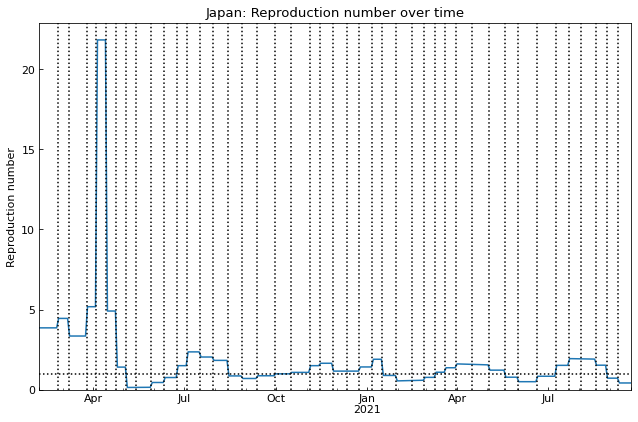 Japan: Reproduction number over time
Reproduction number
20
15
10
5
0
Apr
Jul
Oct
Jan
2021
Apr
Jul